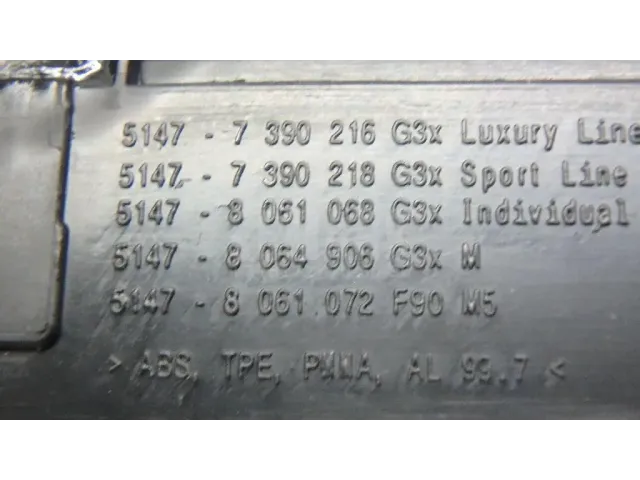 5147 - 7 390 216 G3x Luxury Line
5147 - 7 390 218 G3x Sport Line
5147 - 8 061 068 G3x Individual
5147 - 8 064 906 G3x M
5147 - 8 061 072 F90 M5
> ABS, TPE, PMMA, AL 93.7 <